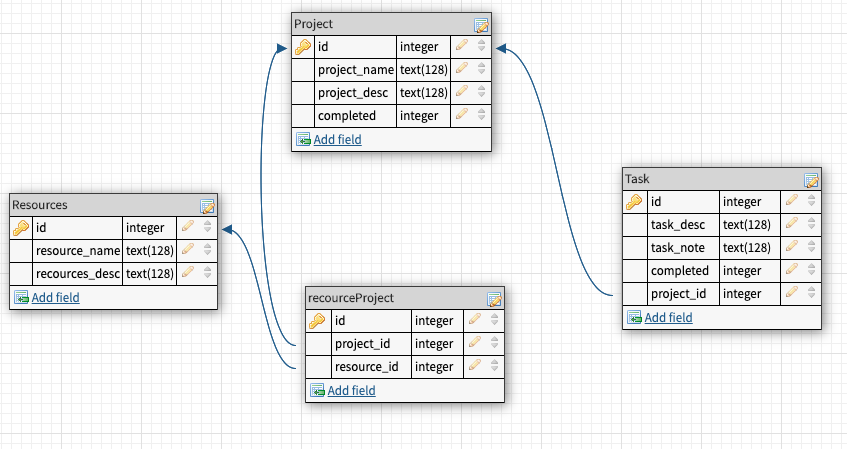 Project
id integer
project_name text(128)
project_desc text(128)
completed integer
Add field
Resources
id integer
resource_name text(128)
recources_desc text(128)
Add field
recourceProject
id integer
project_id integer
resource_id integer
Add field
Task
id integer
task_desc text(128)
task_note text(128)
completed integer
project_id integer
Add field